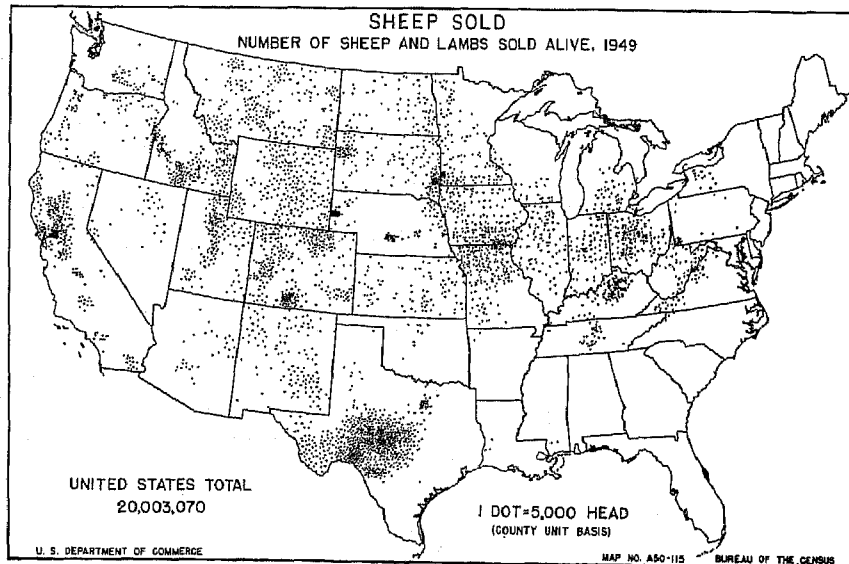 SHEEP SOLD
NUMBER OF SHEEP AND LAMBS SOLD ALIVE, 1949
UNITED STATES TOTAL
20,003,070
1 DOT=5,000 HEAD
(COUNTY UNIT BASIS)
U. S. DEPARTMENT OF COMMERCE
MAP NO. A50-115 BUREAU OF THE CENSUS